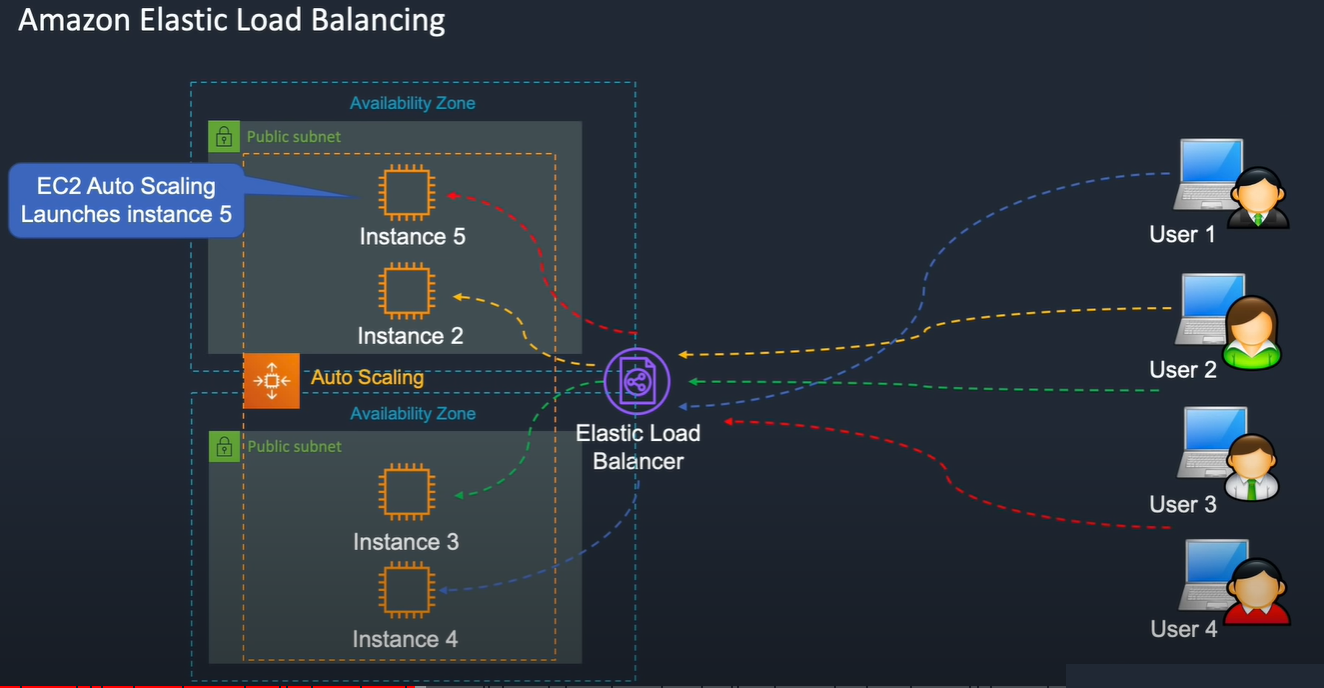 Amazon Elastic Load Balancing
Availability Zone
Public subnet
EC2 Auto Scaling
Launches instance 5
Instance 5
Instance 2
Auto Scaling
Availability Zone
Public subnet
Instance 3
Instance 4
Elastic Load
Balancer
User 1
User 2
User 3
User 4